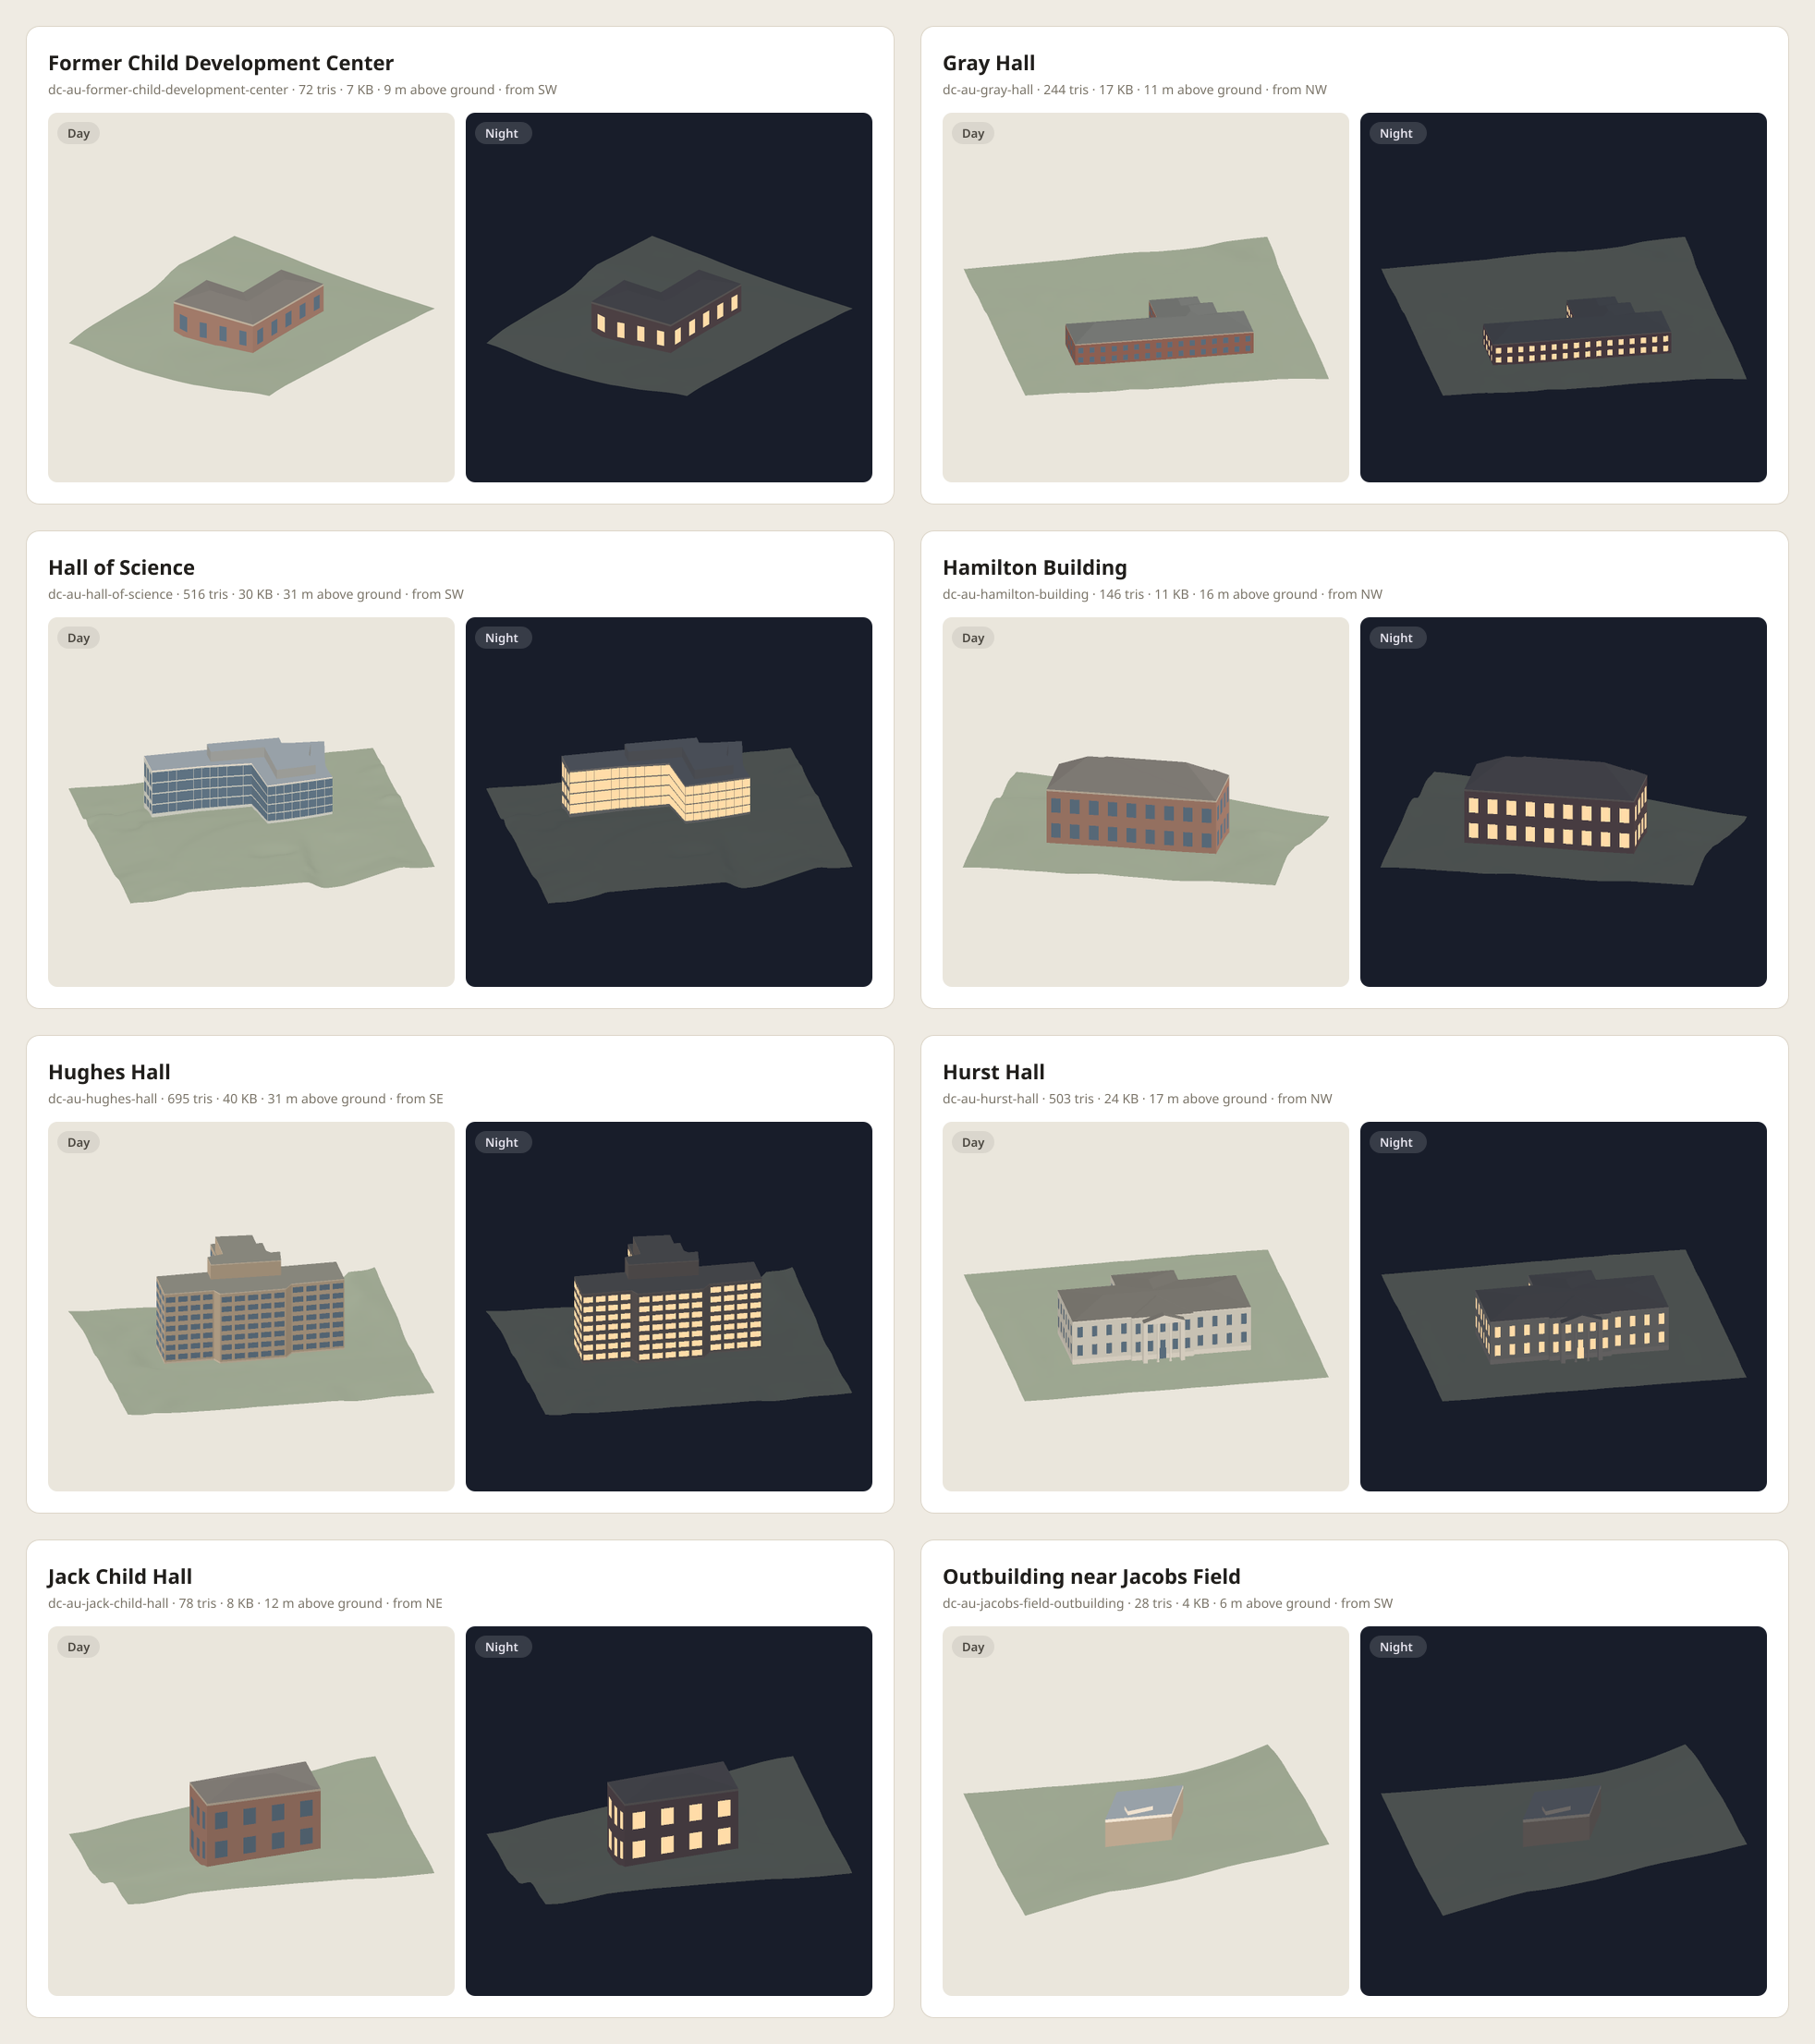 Former Child Development Center
dc-au-former-child-development-center · 72 tris · 7 KB · 9 m above ground · from SW
Day
Night
Gray Hall
dc-au-gray-hall · 244 tris · 17 KB · 11 m above ground · from NW
Day
Night
Hall of Science
dc-au-hall-of-science · 516 tris · 30 KB · 31 m above ground · from SW
Day
Night
Hamilton Building
dc-au-hamilton-building · 146 tris · 11 KB · 16 m above ground · from NW
Day
Night
Hughes Hall
dc-au-hughes-hall · 695 tris · 40 KB · 31 m above ground · from SE
Day
Night
Hurst Hall
dc-au-hurst-hall · 503 tris · 24 KB · 17 m above ground · from NW
Day
Night
Jack Child Hall
dc-au-jack-child-hall · 78 tris · 8 KB · 12 m above ground · from NE
Day
Night
Outbuilding near Jacobs Field
dc-au-jacobs-field-outbuilding · 28 tris · 4 KB · 6 m above ground · from SW
Day
Night